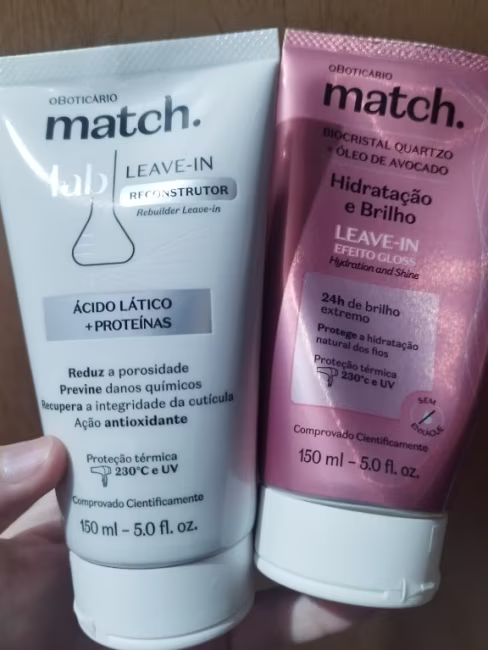 oBOTICÁRIO
match.
lab
LEAVE-IN
RECONSTRUTOR
Rebuilder Leave-in
ÁCIDO LÁTICO
+ PROTEÍNAS
Reduz a porosidade
Previne danos químicos
Recupera a integridade da cutícula
Ação antioxidante
Proteção térmica
230°C e UV
Comprovado Cientificamente
150 ml – 5.0 fl. oz.
oBOTICÁRIO
match.
BIOCRISTAL QUARTZO
+ ÓLEO DE AVOCADO
Hidratação
e Brilho
LEAVE-IN
EFEITO GLOSS
Hydration and Shine
24h de brilho
extremo
Protege a hidratação
natural dos fios
Proteção térmica
230°C e UV
SEM
ENXÁGUE
Comprovado Cientificamente
150 ml – 5.0 fl. oz.